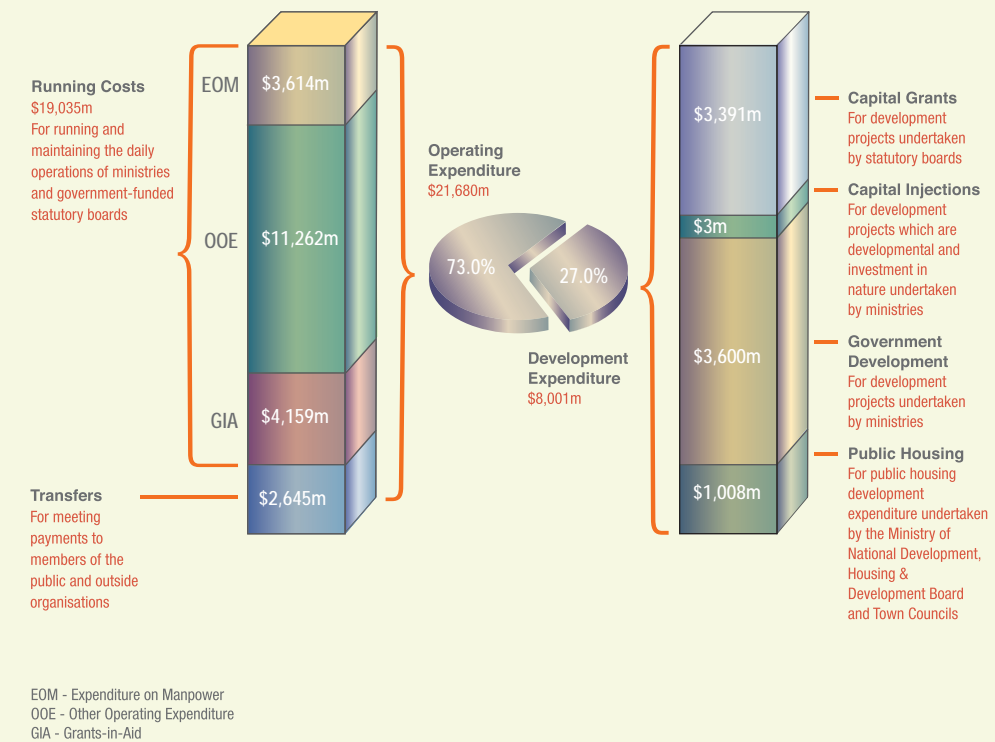 Running Costs
$19,035m
For running and
maintaining the daily
operations of ministries
and government-funded
statutory boards
EOM
$3,614m
OOE
$11,262m
GIA
$4,159m
Transfers
For meeting
payments to
members of the
public and outside
organisations
$2,645m
Operating
Expenditure
$21,680m
73.0%
27.0%
Development
Expenditure
$8,001m
$3,391m
$3m
$3,600m
$1,008m
Capital Grants
For development
projects undertaken
by statutory boards
Capital Injections
For development
projects which are
developmental and
investment in
nature undertaken
by ministries
Government
Development
For development
projects undertaken
by ministries
Public Housing
For public housing
development
expenditure undertaken
by the Ministry of
National Development,
Housing &
Development Board
and Town Councils
EOM - Expenditure on Manpower
OOE - Other Operating Expenditure
GIA - Grants-in-Aid